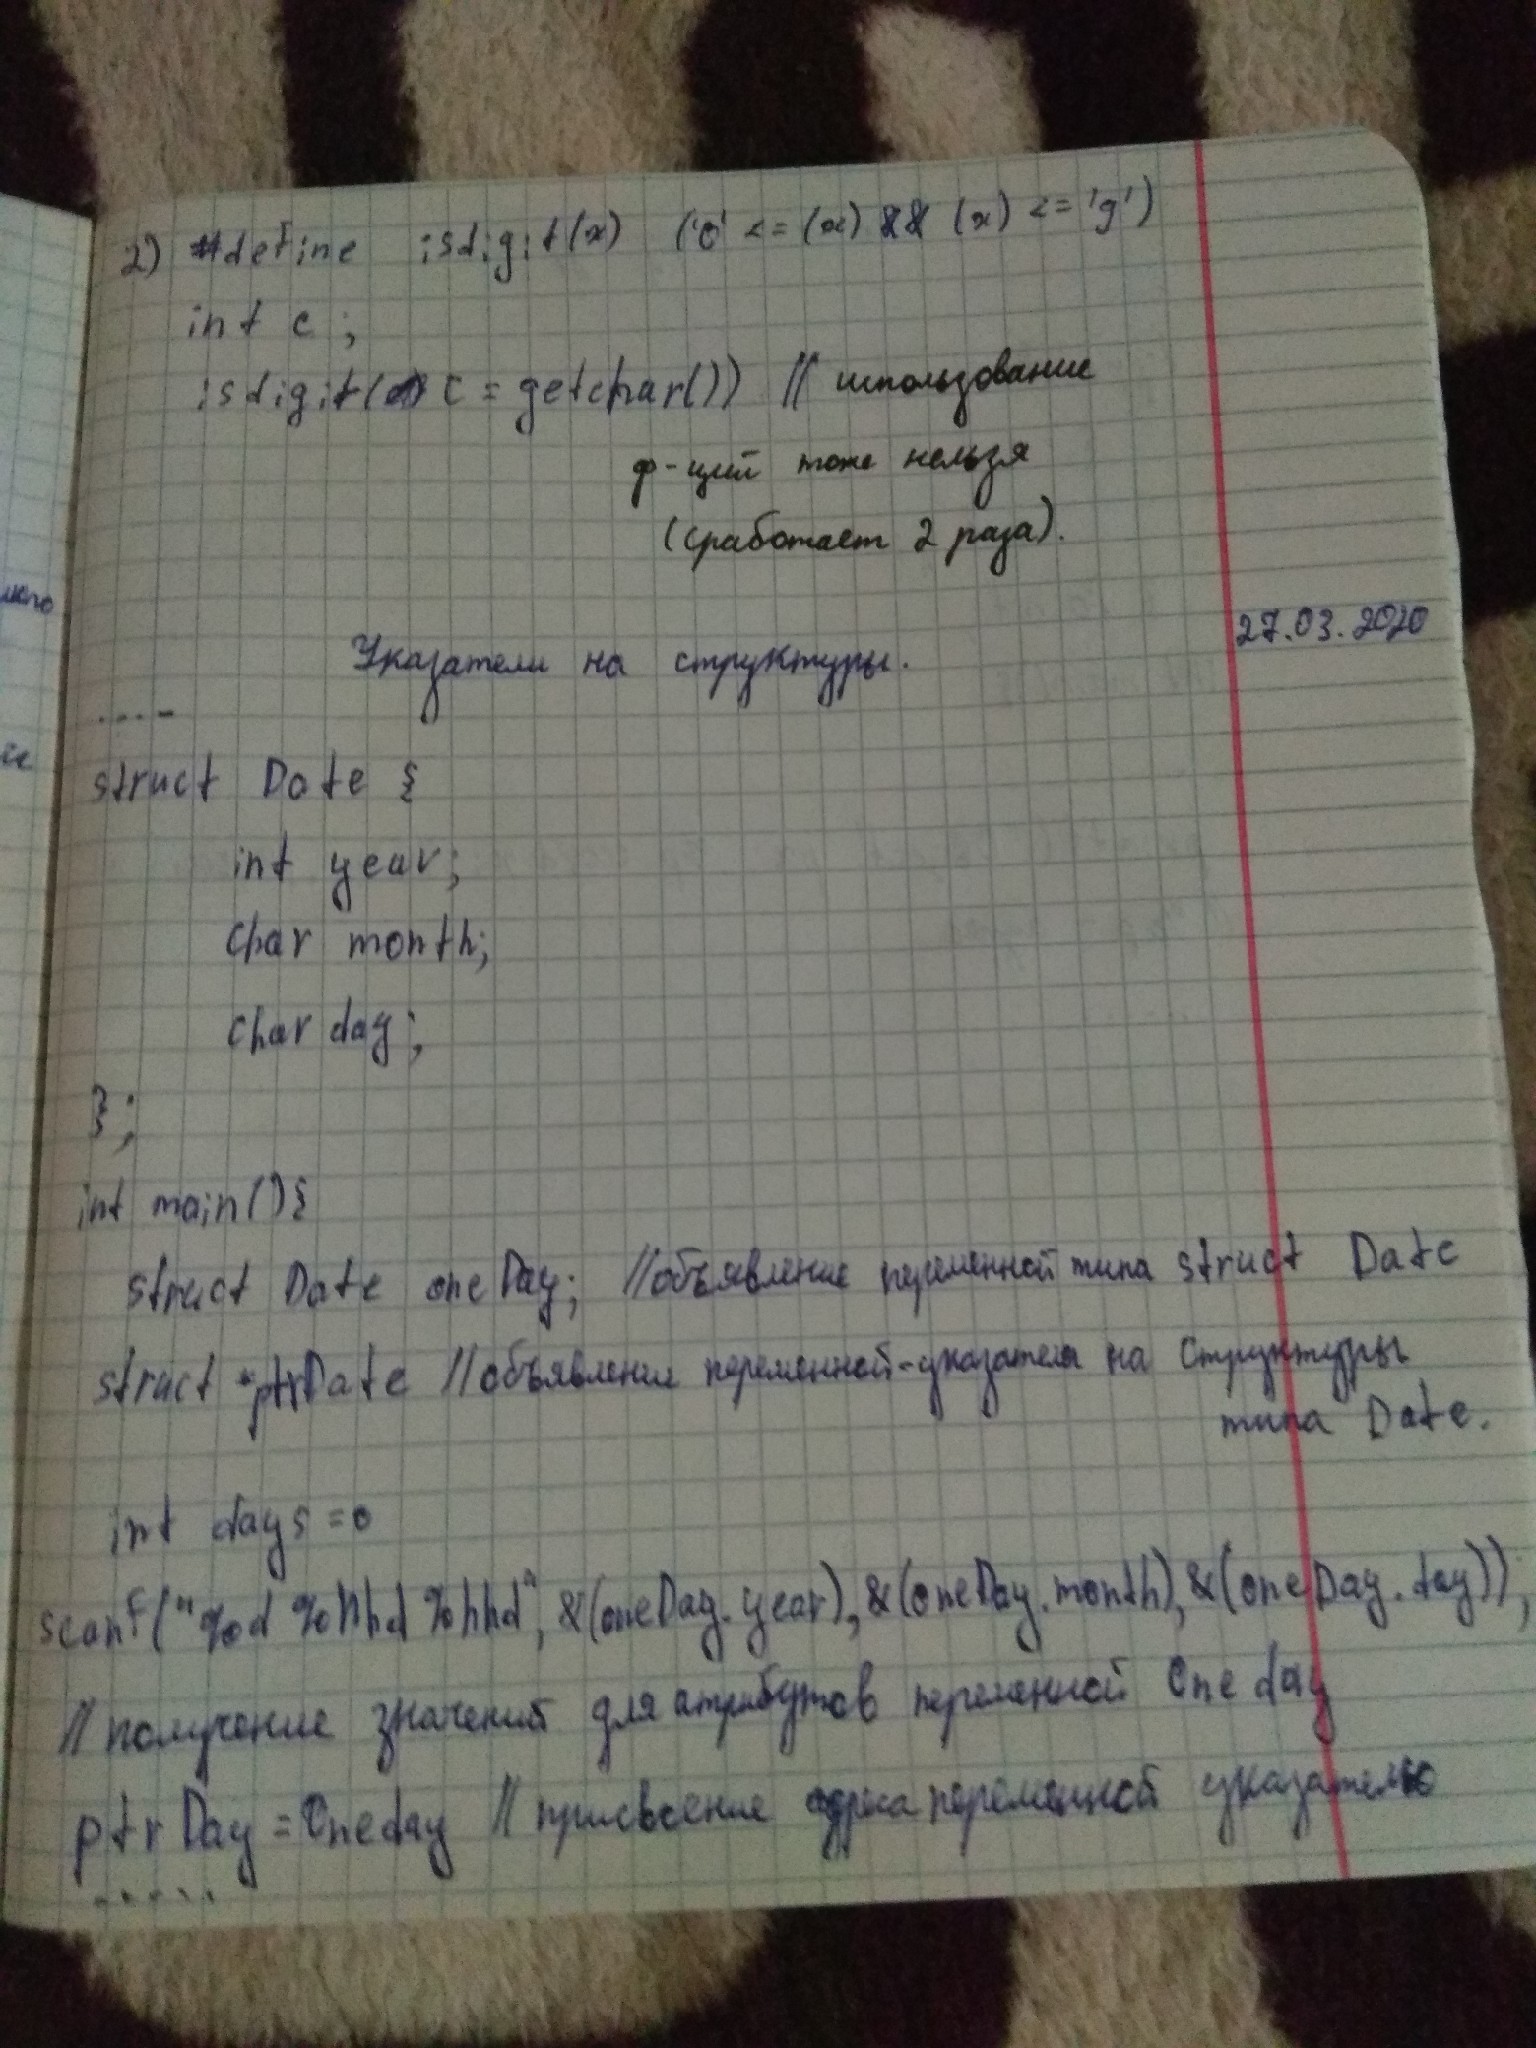 2) #define isdigit(x) ('0' <= (x) && (x) <= '9')
int c;
isdigit( c = getchar()) // использование
ф-ций тоже нельзя
(сработает 2 раза).
27.03.2020
Указатели на структуры.
....-
struct Date {
int year;
char month;
char day;
};
int main(){
struct Date oneDay; //объявление переменной типа struct Date
struct *ptrDate //объявления переменной-указателя на структуры
типа Date.
int days =0
scanf("%d %hhd %hhd", &(oneDay.year), &(oneDay.month), &(oneDay.day));
//получение значений для атрибутов переменной Oneday
ptrDay = Oneday // присвоение адреса переменной указателю
.....